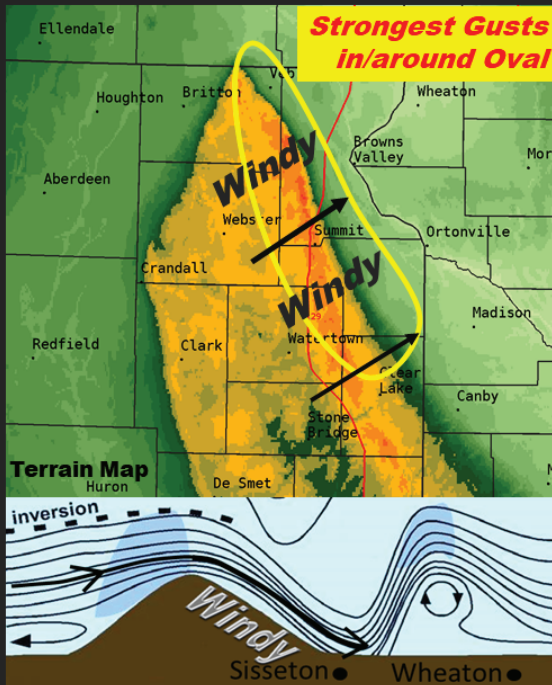 Strongest Gusts
in/around Oval
Ellendale
Houghton
Britton
Wheaton
Windy
Browns
Valley
Aberdeen
Webster
Summit
Ortonville
Crandall
Windy
29
Madison
Redfield
Clark
Watertown
Clear
Lake
Canby
Stone
Bridge
Terrain Map
Huron
De Smet
inversion
Windy
Sisseton
Wheaton